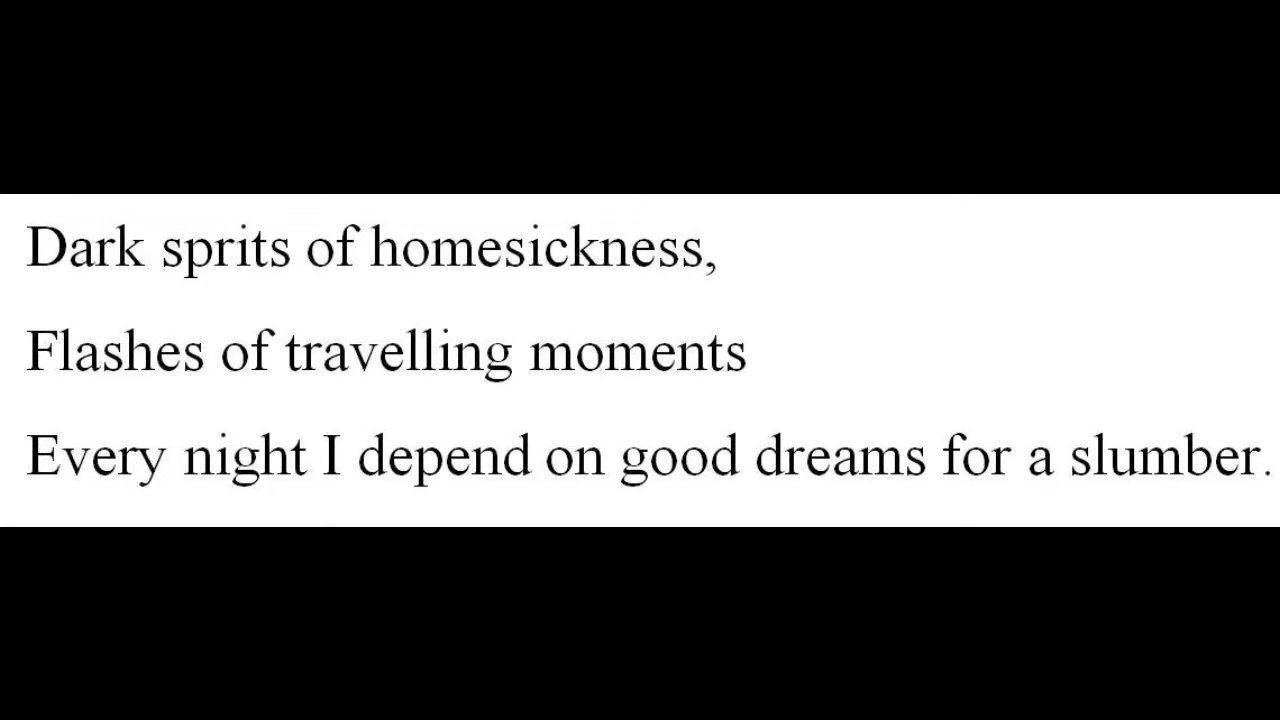 Dark sprits of homesickness,
Flashes of travelling moments
Every night I depend on good dreams for a slumber.